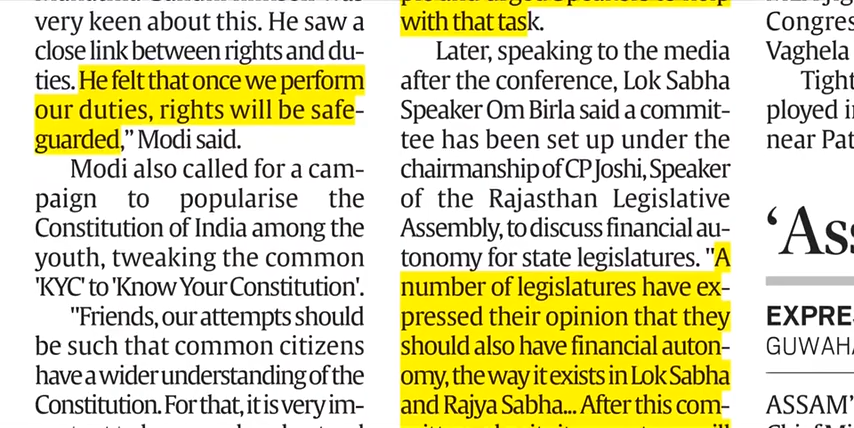 very keen about this. He saw a
close link between rights and du-
ties. He felt that once we perform
our duties, rights will be safe-
guarded," Modi said.
Modi also called for a cam-
paign to popularise the
Constitution of India among the
youth, tweaking the common
'KYC' to 'Know Your Constitution'.
"Friends, our attempts should
be such that common citizens
have a wider understanding of the
Constitution. For that, it is very im-
with that task.
Later, speaking to the media
after the conference, Lok Sabha
Speaker Om Birla said a commit-
tee has been set up under the
chairmanship of CP Joshi, Speaker
of the Rajasthan Legislative
Assembly, to discuss financial au-
tonomy for state legislatures. "A
number of legislatures have ex-
pressed their opinion that they
should also have financial auton-
omy, the way it exists in Lok Sabha
and Rajya Sabha... After this com-
Congres
Vaghela
Tight
ployed in
near Pat
'Ass
EXPRE
GUWAHA
ASSAM'